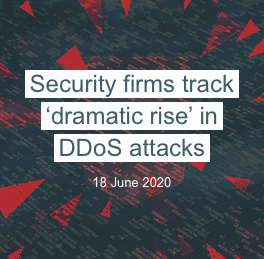 Security firms track
‘dramatic rise’ in
DDoS attacks
18 June 2020